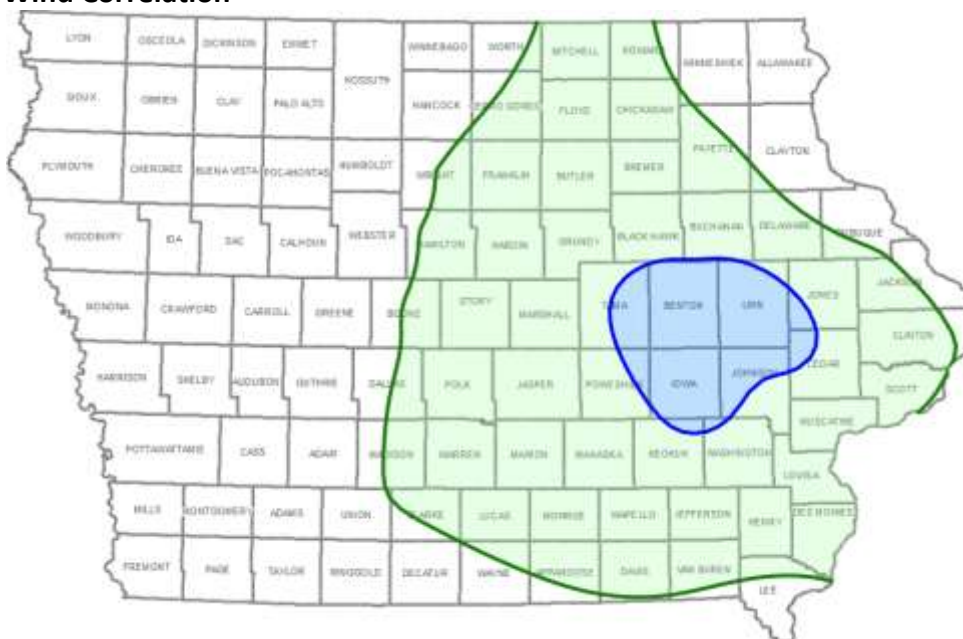 Wind Correlation
LYON OSCEOLA DICKINSON EMMET WINNEBAGO WORTH MITCHELL HOWARD WINNESHIEK ALLAMAKEE
KOSSUTH
SIOUX OBRIEN CLAY PALO ALTO HANCOCK CERRO GORDO FLOYD CHICKASAW
PLYMOUTH CHEROKEE BUENA VISTA POCAHONTAS HUMBOLDT WRIGHT FRANKLIN BUTLER BREMER FAYETTE CLAYTON
WOODBURY IDA SAC CALHOUN WEBSTER HAMILTON HARDIN GRUNDY BLACK HAWK BUCHANAN DELAWARE DUBUQUE
MONONA CRAWFORD CARROLL GREENE BOONE STORY MARSHALL TAMA BENTON LINN JONES JACKSON
CLINTON
HARRISON SHELBY AUDUBON GUTHRIE DALLAS POLK JASPER POWESHIEK IOWA JOHNSON CEDAR
SCOTT
MUSCATINE
POTTAWATTAMIE CASS ADAIR MADISON WARREN MARION MAHASKA KEOKUK WASHINGTON
LOUISA
MILLS MONTGOMERY ADAMS UNION CLARKE LUCAS MONROE WAPELLO JEFFERSON HENRY DES MOINES
FREMONT PAGE TAYLOR RINGGOLD DECATUR WAYNE APPANOOSE DAVIS VAN BUREN
LEE